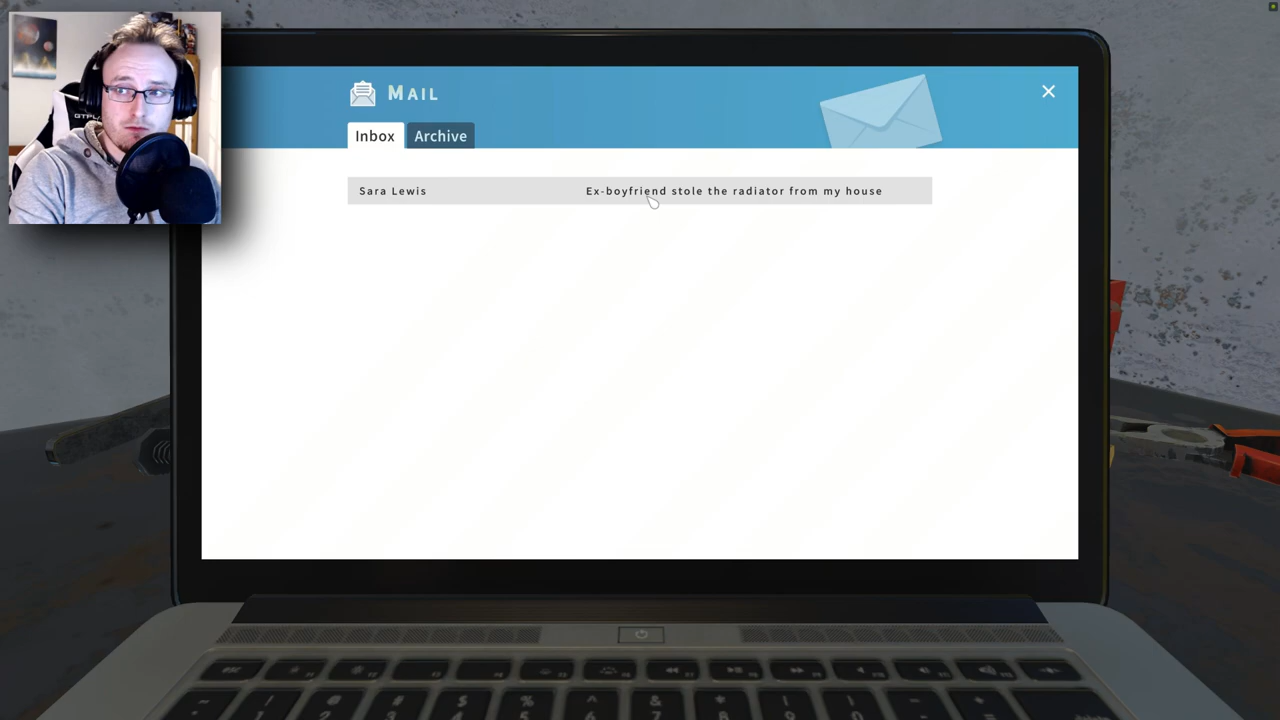 MAIL
Inbox
Archive
Sara Lewis
Ex-boyfriend stole the radiator from my house